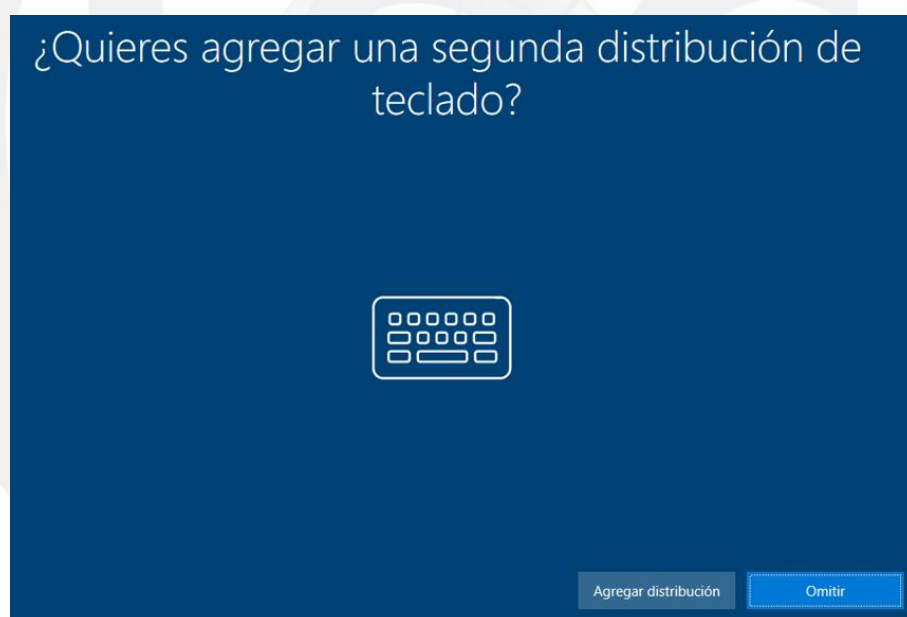 ¿Quieres agregar una segunda distribución de
teclado?
Agregar distribución
Omitir